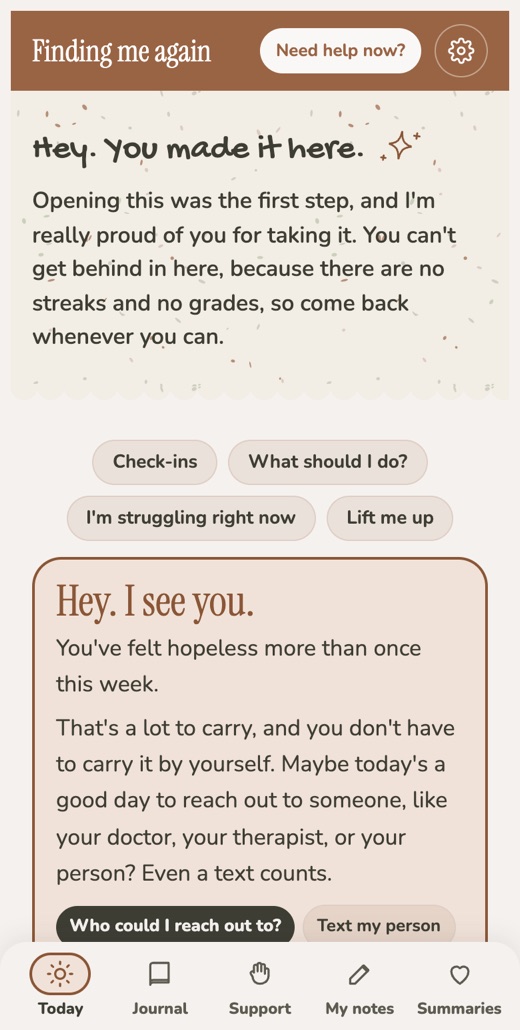 Finding me again
Need help now?
Hey. You made it here.
Opening this was the first step, and I'm
really proud of you for taking it. You can't
get behind in here, because there are no
streaks and no grades, so come back
whenever you can.
Check-ins
What should I do?
I'm struggling right now
Lift me up
Hey. I see you.
You've felt hopeless more than once
this week.
That's a lot to carry, and you don't have
to carry it by yourself. Maybe today's a
good day to reach out to someone, like
your doctor, your therapist, or your
person? Even a text counts.
Who could I reach out to?
Text my person
Today
Journal
Support
My notes
Summaries